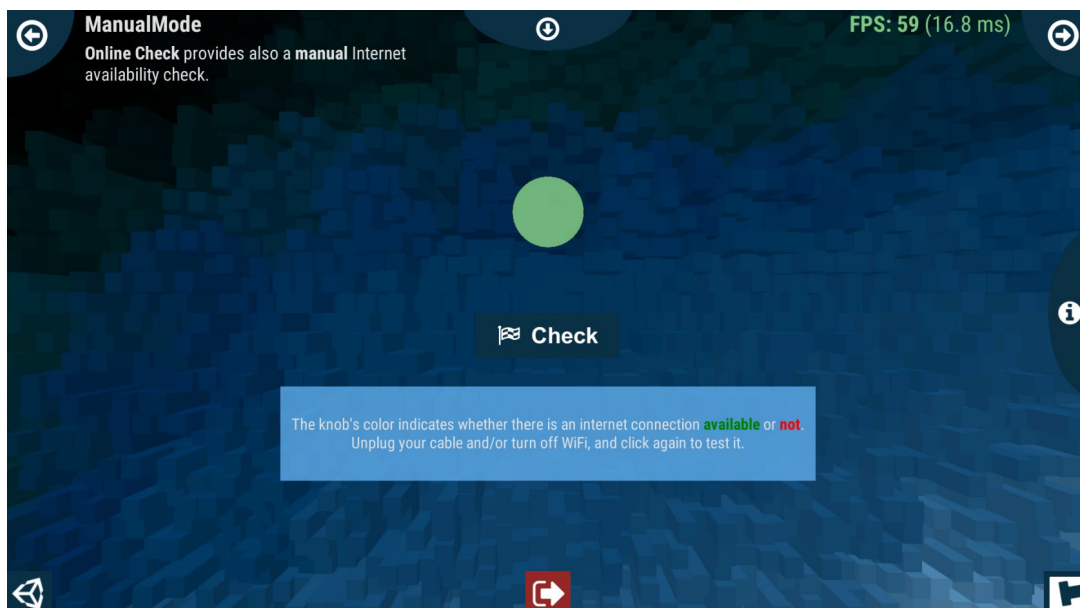 ManualMode
Online Check provides also a manual Internet
availability check.
FPS: 59 (16.8 ms)
Check
The knob's color indicates whether there is an internet connection available or not.
Unplug your cable and/or turn off WiFi, and click again to test it.